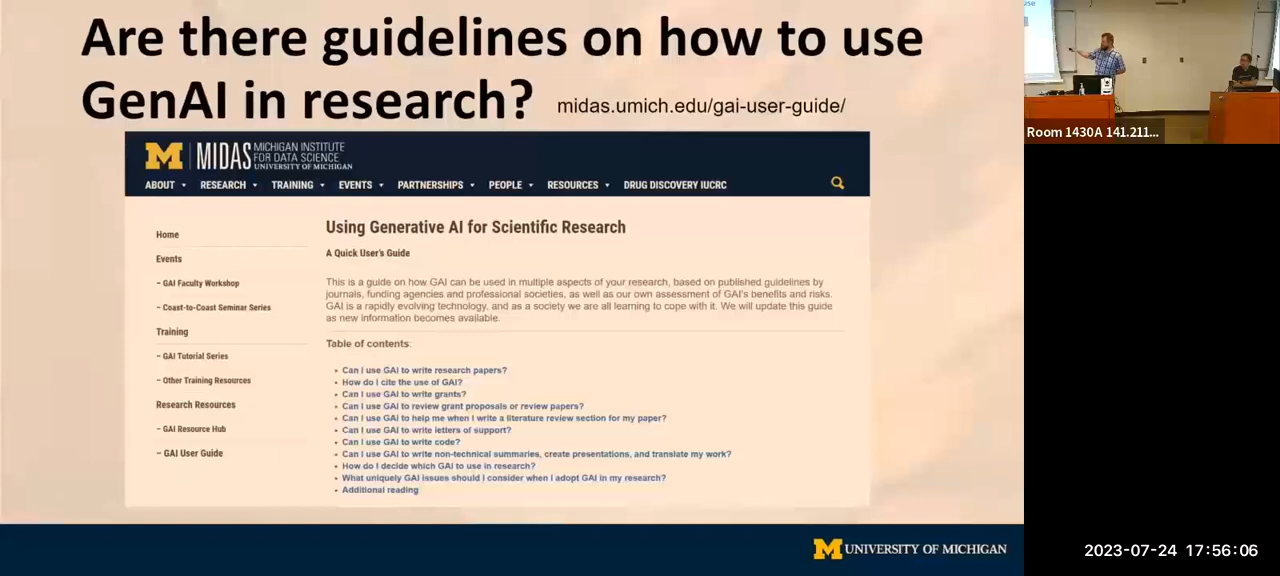 Are there guidelines on how to use
GenAI in research? midas.umich.edu/gai-user-guide/
M MIDAS MICHIGAN INSTITUTE
FOR DATA SCIENCE
UNIVERSITY OF MICHIGAN
ABOUT RESEARCH TRAINING EVENTS PARTNERSHIPS PEOPLE RESOURCES DRUG DISCOVERY IUCRC
Home
Events
– GAI Faculty Workshop
– Coast-to-Coast Seminar Series
Training
– GAI Tutorial Series
– Other Training Resources
Research Resources
– GAI Resource Hub
– GAI User Guide
Using Generative AI for Scientific Research
A Quick User's Guide
This is a guide on how GAI can be used in multiple aspects of your research, based on published guidelines by
journals, funding agencies and professional societies, as well as our own assessment of GAI's benefits and risks.
GAI is a rapidly evolving technology, and as a society we are all learning to cope with it. We will update this guide
as new information becomes available.
Table of contents:
• Can I use GAI to write research papers?
• How do I cite the use of GAI?
• Can I use GAI to write grants?
• Can I use GAI to review grant proposals or review papers?
• Can I use GAI to help me when I write a literature review section for my paper?
• Can I use GAI to write letters of support?
• Can I use GAI to write code?
• Can I use GAI to write non-technical summaries, create presentations, and translate my work?
• How do I decide which GAI to use in research?
• What uniquely GAI issues should I consider when I adopt GAI in my research?
• Additional reading
M UNIVERSITY OF MICHIGAN
Room 1430A 141.211...
2023-07-24 17:56:06